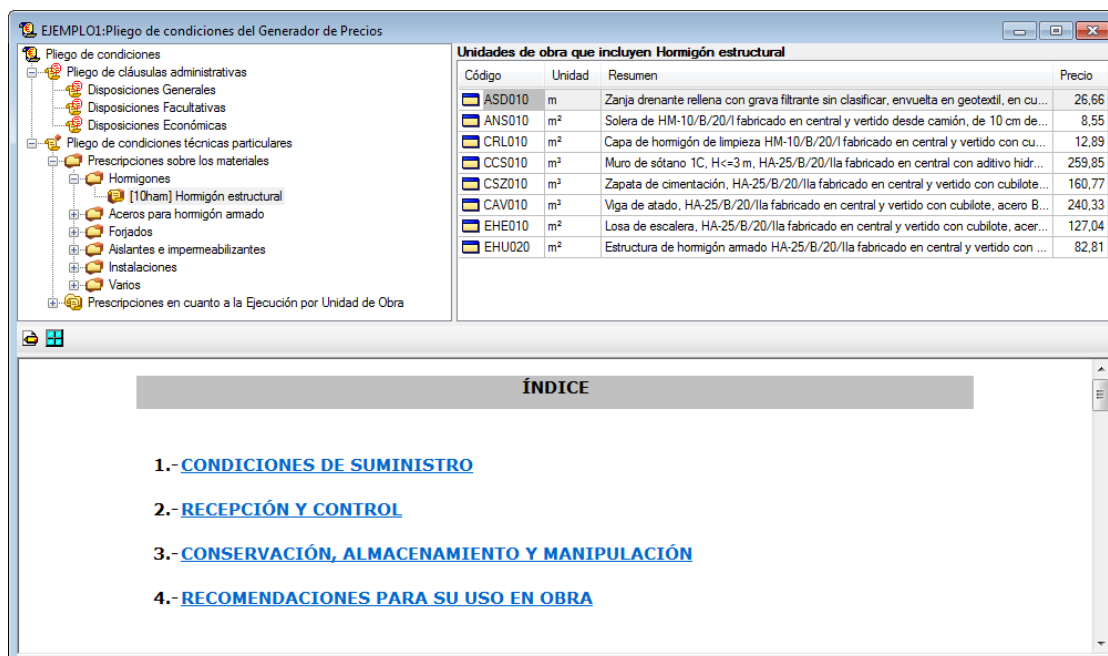 EJEMPLO1:Pliego de condiciones del Generador de Precios
Pliego de condiciones
Pliego de cláusulas administrativas
Disposiciones Generales
Disposiciones Facultativas
Disposiciones Económicas
Pliego de condiciones técnicas particulares
Prescripciones sobre los materiales
Hormigones
[10ham] Hormigón estructural
Aceros para hormigón armado
Forjados
Aislantes e impermeabilizantes
Instalaciones
Varios
Prescripciones en cuanto a la Ejecución por Unidad de Obra
Unidades de obra que incluyen Hormigón estructural
Código Unidad Resumen Precio
ASD010 m Zanja drenante rellena con grava filtrante sin clasificar, envuelta en geotextil, en cu... 26,66
ANS010 m² Solera de HM-10/B/20/I fabricado en central y vertido desde camión, de 10 cm de... 8,55
CRL010 m² Capa de hormigón de limpieza HM-10/B/20/I fabricado en central y vertido con cu... 12,89
CCS010 m³ Muro de sótano 1C, H<=3 m, HA-25/B/20/IIa fabricado en central con aditivo hidr... 259,85
CSZ010 m³ Zapata de cimentación, HA-25/B/20/IIa fabricado en central y vertido con cubilote... 160,77
CAV010 m³ Viga de atado, HA-25/B/20/IIa fabricado en central y vertido con cubilote, acero B... 240,33
EHE010 m² Losa de escalera, HA-25/B/20/IIa fabricado en central y vertido con cubilote, acer... 127,04
EHU020 m² Estructura de hormigón armado HA-25/B/20/IIa fabricado en central y vertido con ... 82,81
ÍNDICE
1.-CONDICIONES DE SUMINISTRO
2.-RECEPCIÓN Y CONTROL
3.-CONSERVACIÓN, ALMACENAMIENTO Y MANIPULACIÓN
4.-RECOMENDACIONES PARA SU USO EN OBRA